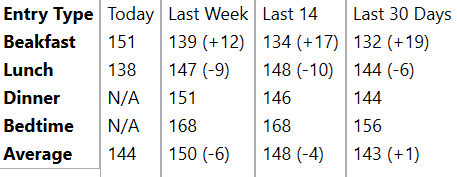 Entry Type Today Last Week Last 14 Last 30 Days
Beakfast 151 139 (+12) 134 (+17) 132 (+19)
Lunch 138 147 (-9) 148 (-10) 144 (-6)
Dinner N/A 151 146 144
Bedtime N/A 168 168 156
Average 144 150 (-6) 148 (-4) 143 (+1)